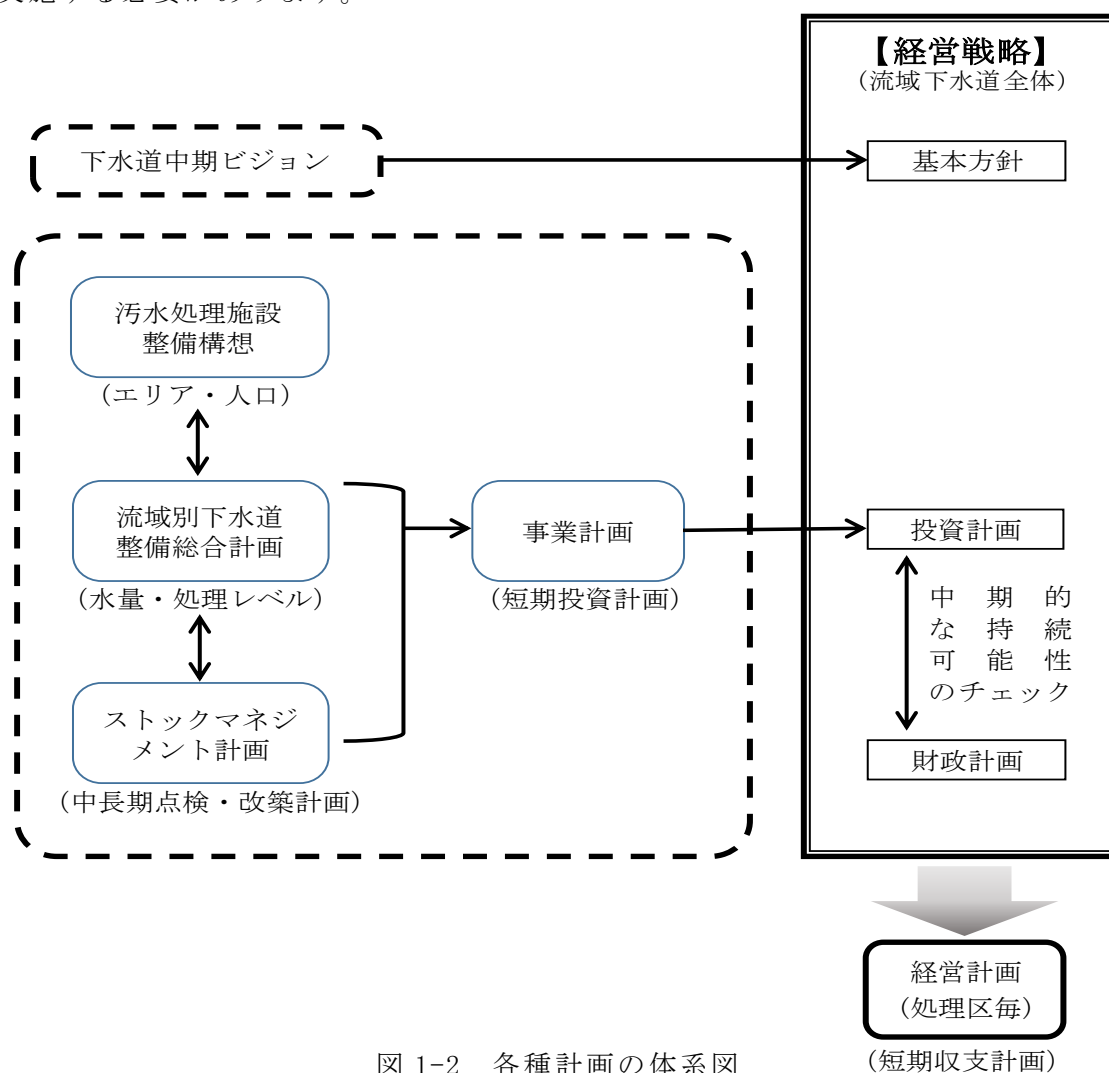 実施する必要があります。
【経営戦略】
(流域下水道全体)
下水道中期ビジョン
基本方針
汚水処理施設
整備構想
(エリア・人口)
流域別下水道
整備総合計画
(水量・処理レベル)
事業計画
(短期投資計画)
投資計画
中期的
な持続
可能性
のチェック
ストックマネジ
メント計画
(中長期点検・改築計画)
財政計画
経営計画
(処理区毎)
(短期収支計画)
図 1-2 各種計画の体系図